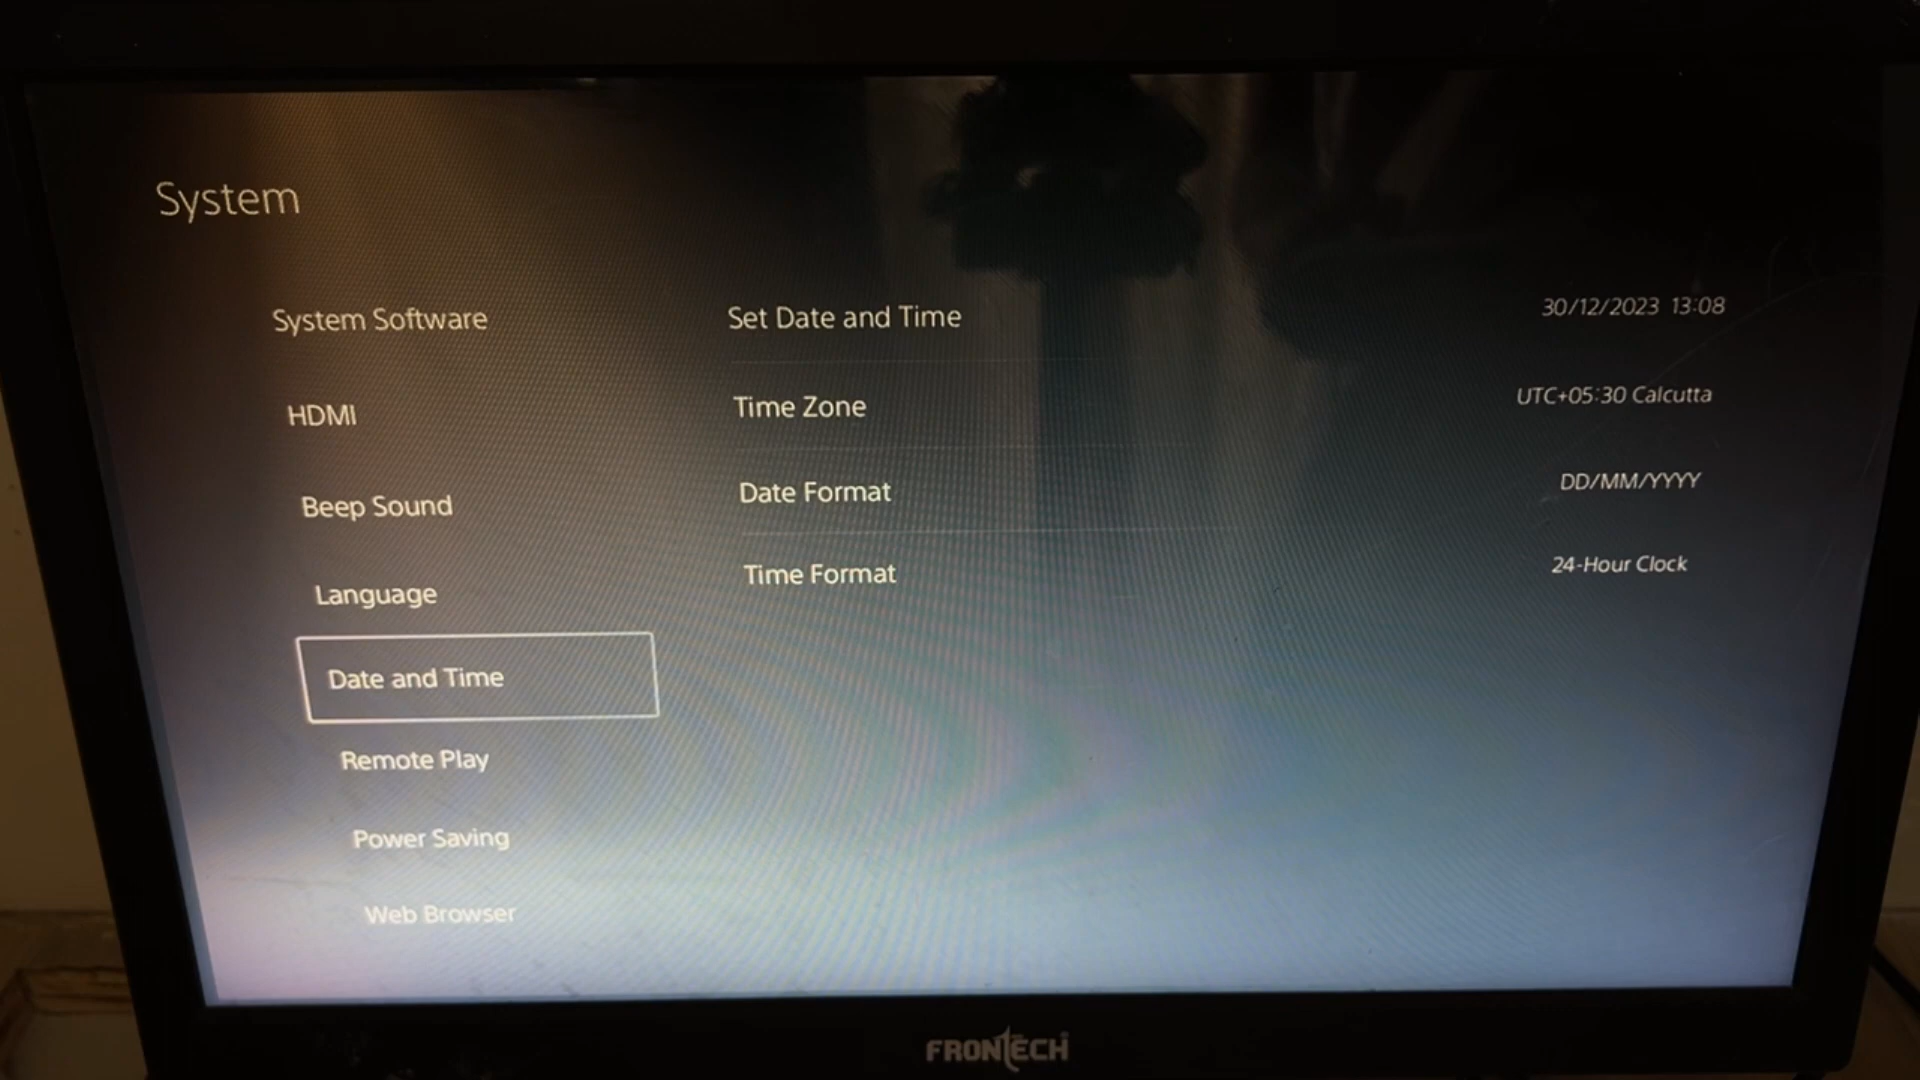 System
System Software
HDMI
Beep Sound
Language
Date and Time
Remote Play
Power Saving
Web Browser
Set Date and Time 30/12/2023 13:08
Time Zone UTC+05:30 Calcutta
Date Format DD/MM/YYYY
Time Format 24-Hour Clock
FRONTECH